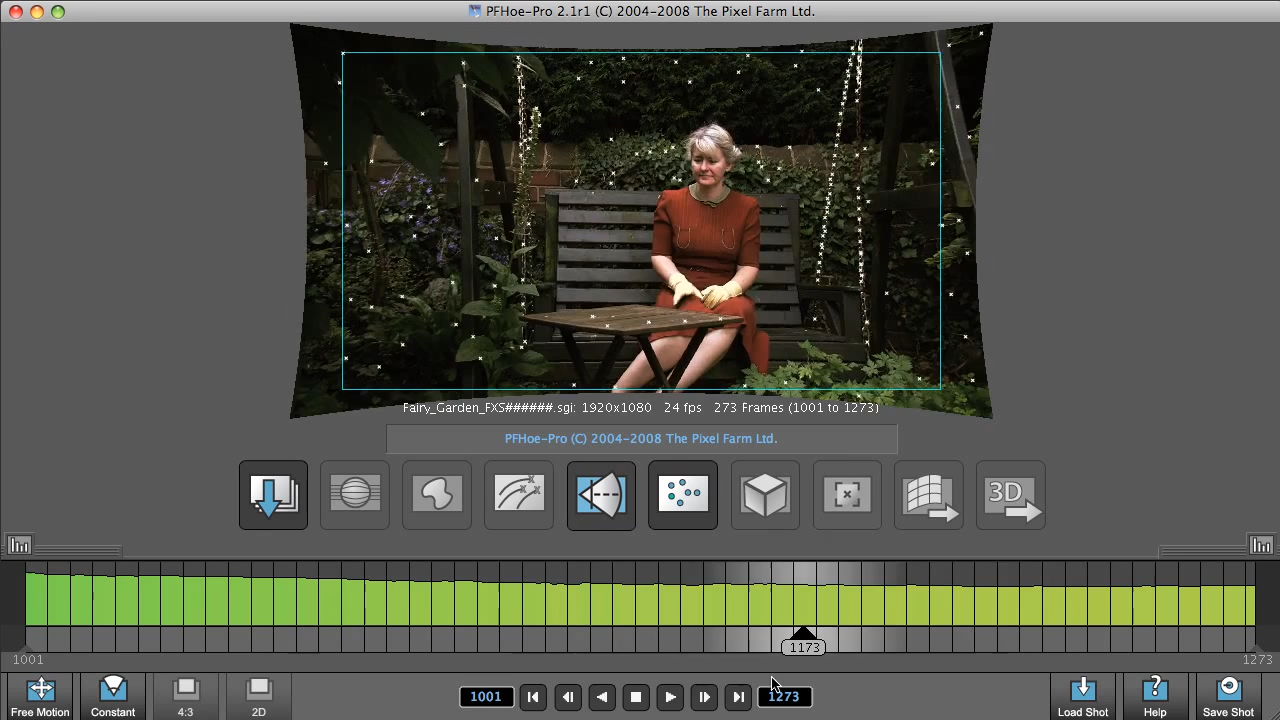 PFHoe-Pro 2.1r1 (C) 2004-2008 The Pixel Farm Ltd.
Fairy_Garden_FXS######.sgi: 1920x1080 24 fps 273 Frames (1001 to 1273)
PFHoe-Pro (C) 2004-2008 The Pixel Farm Ltd.
3D
1173
1001
1273
Free Motion
Constant
4:3
2D
1001
1273
Load Shot
?
Help
Save Shot